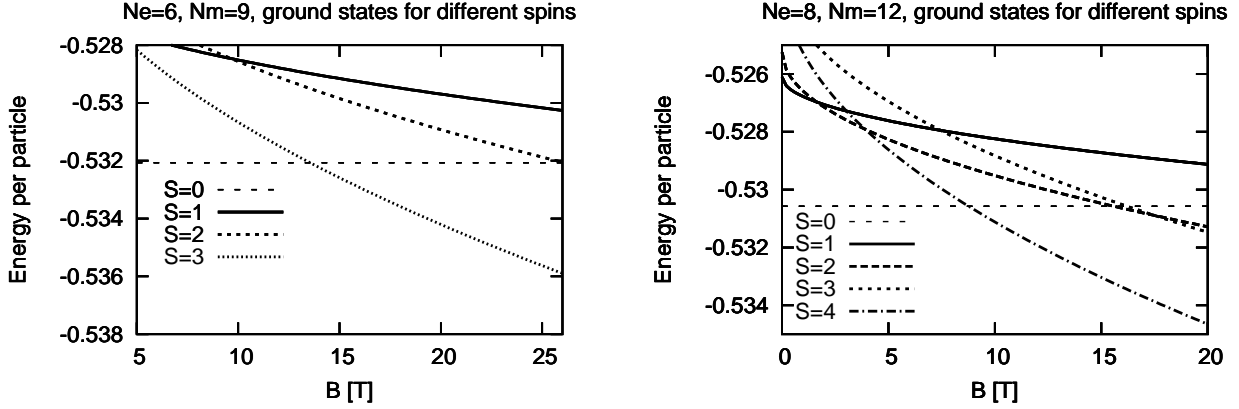 Ne=6, Nm=9, ground states for different spins
-0.528
-0.53
-0.532
-0.534
-0.536
-0.538
Energy per particle
S=0
S=1
S=2
S=3
5
10
15
20
25
B [T]
Ne=8, Nm=12, ground states for different spins
-0.526
-0.528
-0.53
-0.532
-0.534
Energy per particle
S=0
S=1
S=2
S=3
S=4
0
5
10
15
20
B [T]